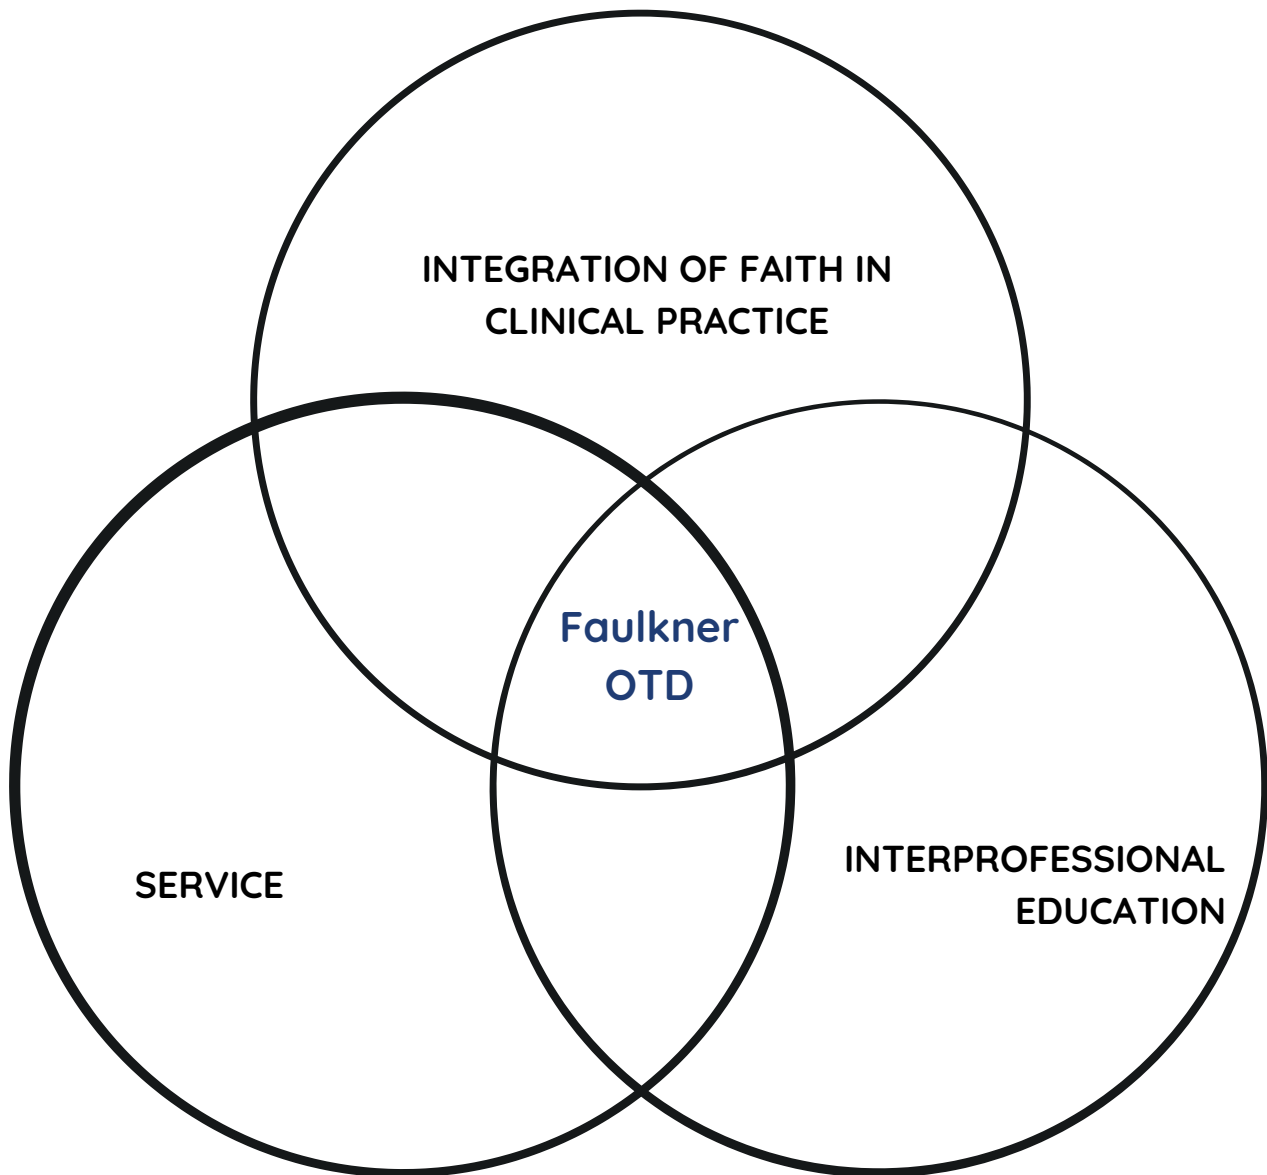 INTEGRATION OF FAITH IN
CLINICAL PRACTICE
Faulkner
OTD
SERVICE
INTERPROFESSIONAL
EDUCATION